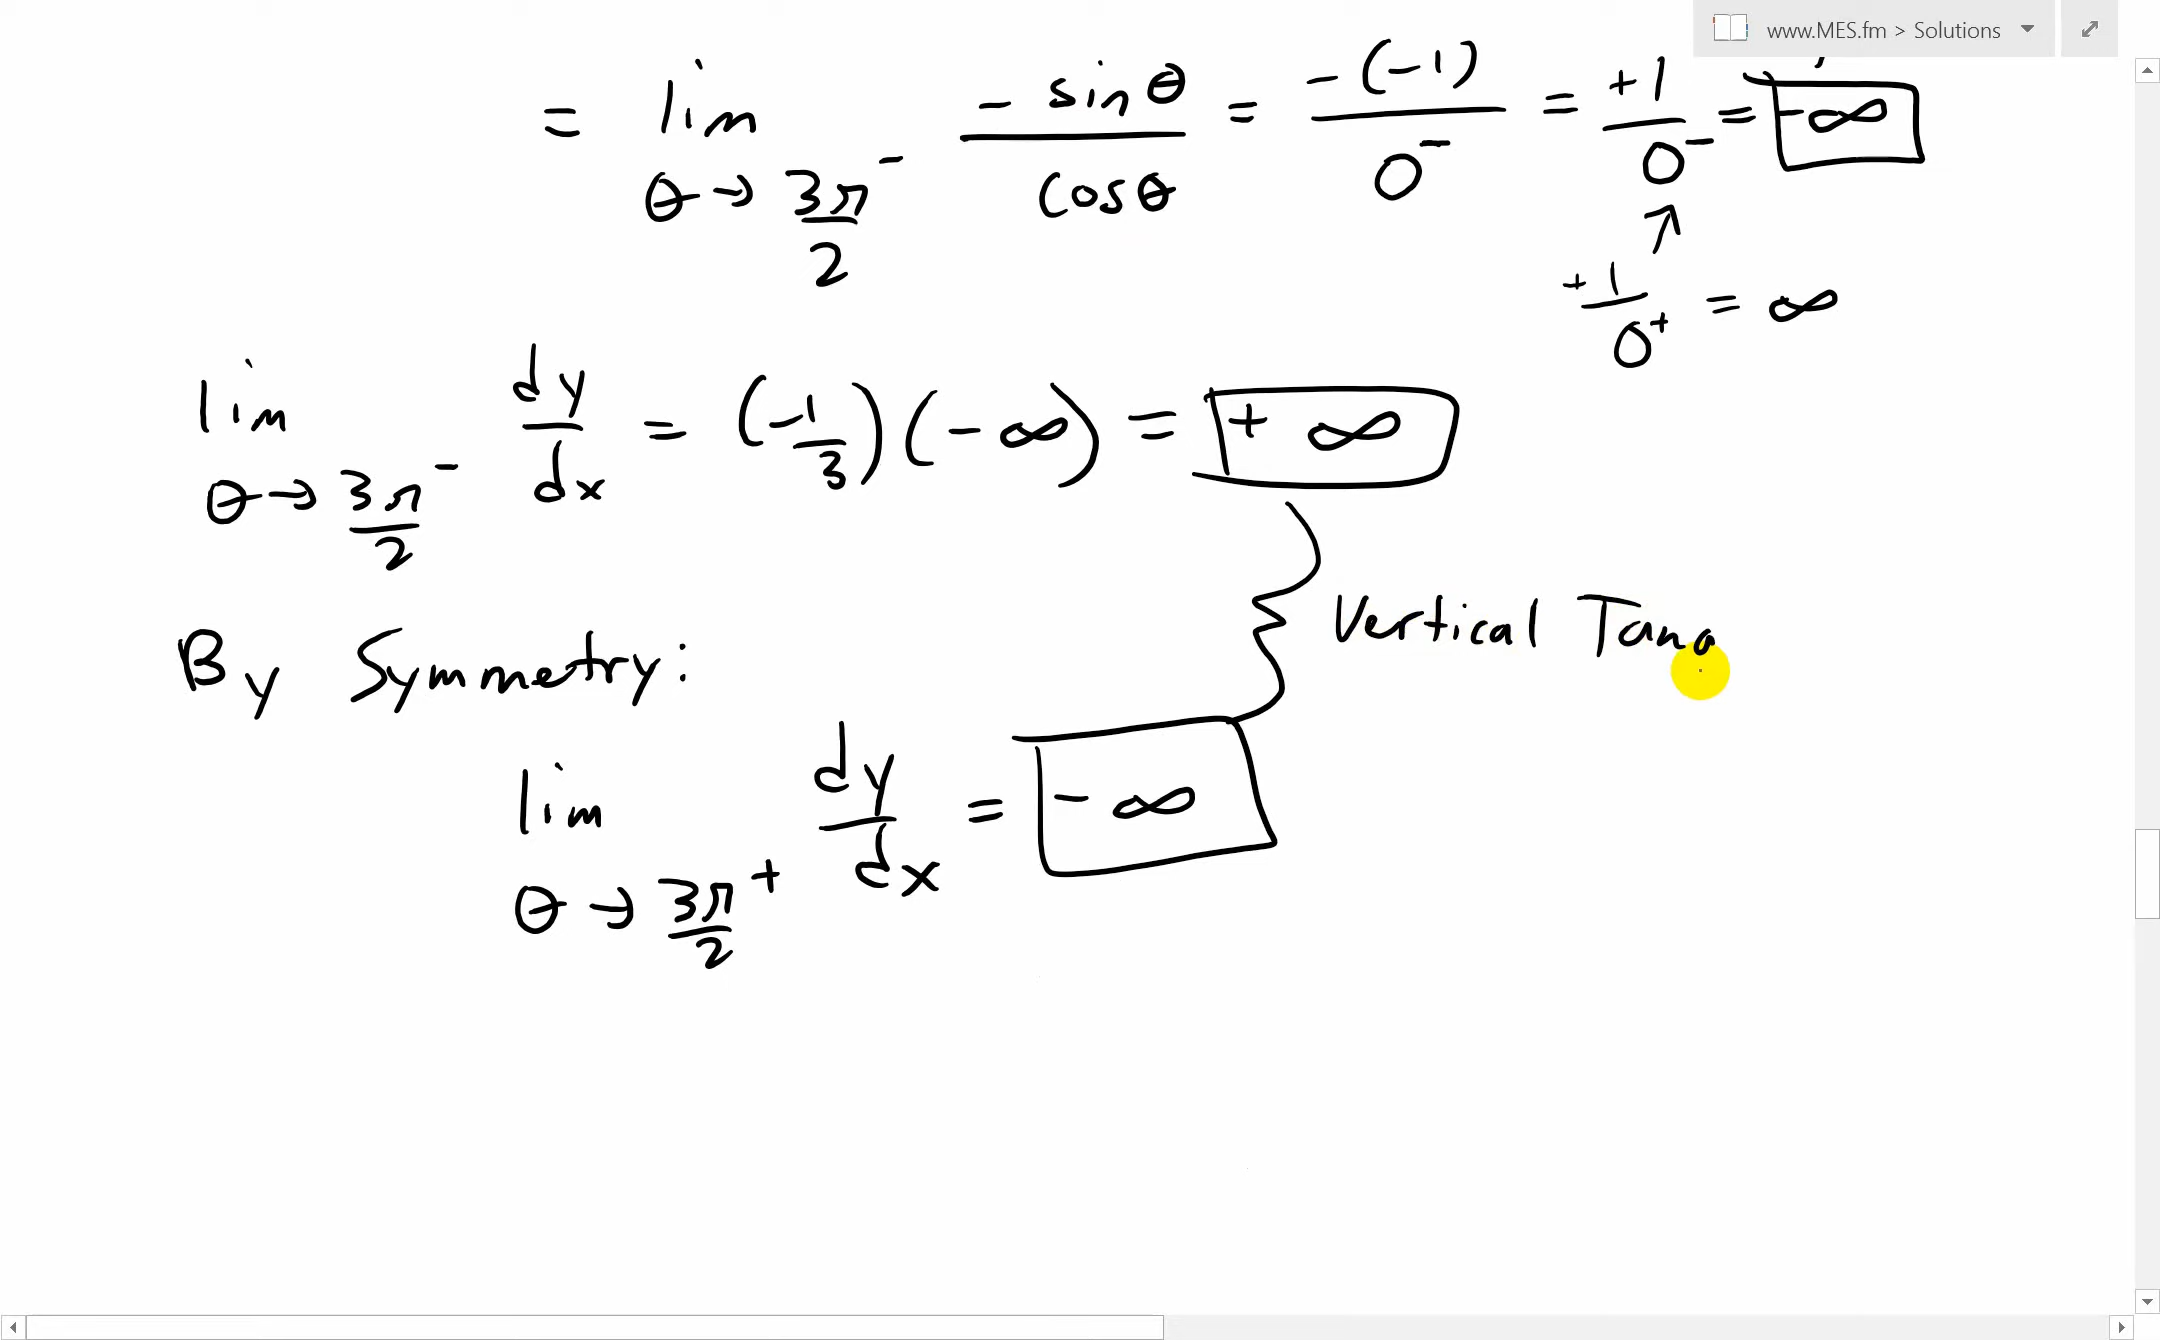 www.MES.fm > Solutions
= lim θ→3π/2⁻ -sinθ/cosθ = -(-1)/0⁻ = +1/0⁻ = -∞
+1/0⁺ = ∞
lim θ→3π/2⁻ dy/dx = (-1/3)(-∞) = +∞
Vertical Tang
By Symmetry:
lim θ→3π/2⁺ dy/dx = -∞